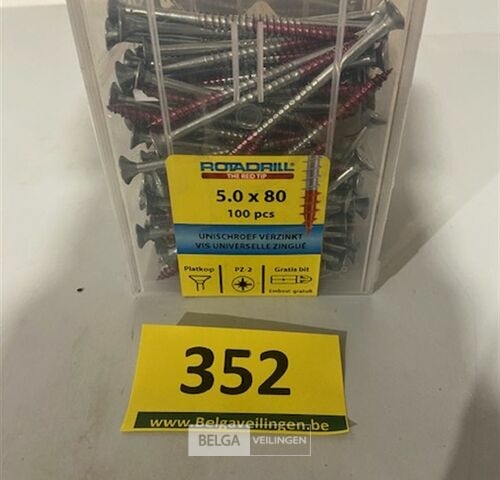 ROTADRILL®
THE RED TIP
5.0 x 80
100 pcs
UNISCHROEF VERZINKT
VIS UNIVERSELLE ZINGUÉ
Platkop PZ-2 Gratis bit
Embout gratuit
352
www.Belgaveilingen.be
BELGA VEILINGEN